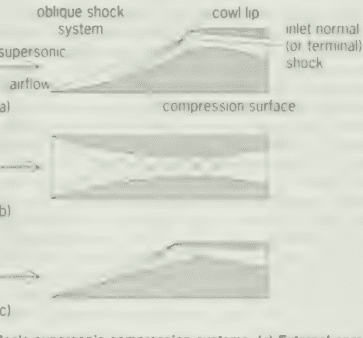 oblique shock
system
cowl lip
inlet normal
(or terminal)
shock
supersonic
airflow
a)
compression surface
b)
c)